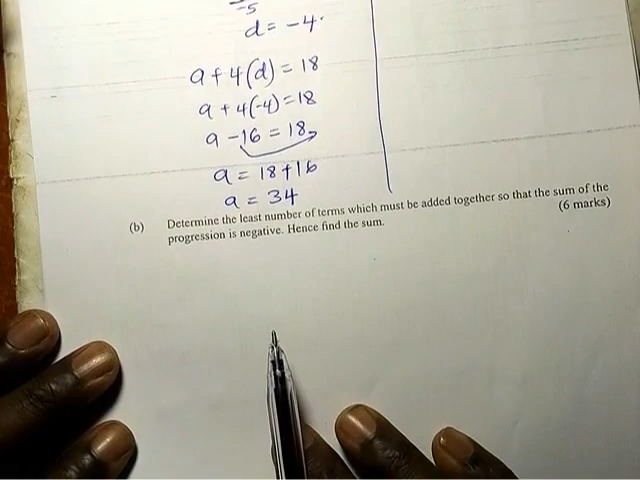 -5
d = -4.
a + 4(d) = 18
a + 4(-4) = 18
a - 16 = 18
a = 18 + 16
a = 34
(b) Determine the least number of terms which must be added together so that the sum of the
progression is negative. Hence find the sum. (6 marks)